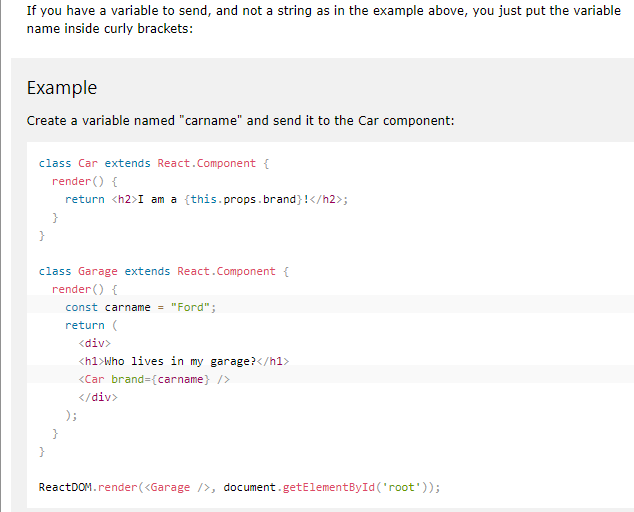 If you have a variable to send, and not a string as in the example above, you just put the variable
name inside curly brackets:
Example
Create a variable named "carname" and send it to the Car component:
class Car extends React.Component {
  render() {
    return <h2>I am a {this.props.brand}!</h2>;
  }
}

class Garage extends React.Component {
  render() {
    const carname = "Ford";
    return (
      <div>
      <h1>Who lives in my garage?</h1>
      <Car brand={carname} />
      </div>
    );
  }
}

ReactDOM.render(<Garage />, document.getElementById('root'));